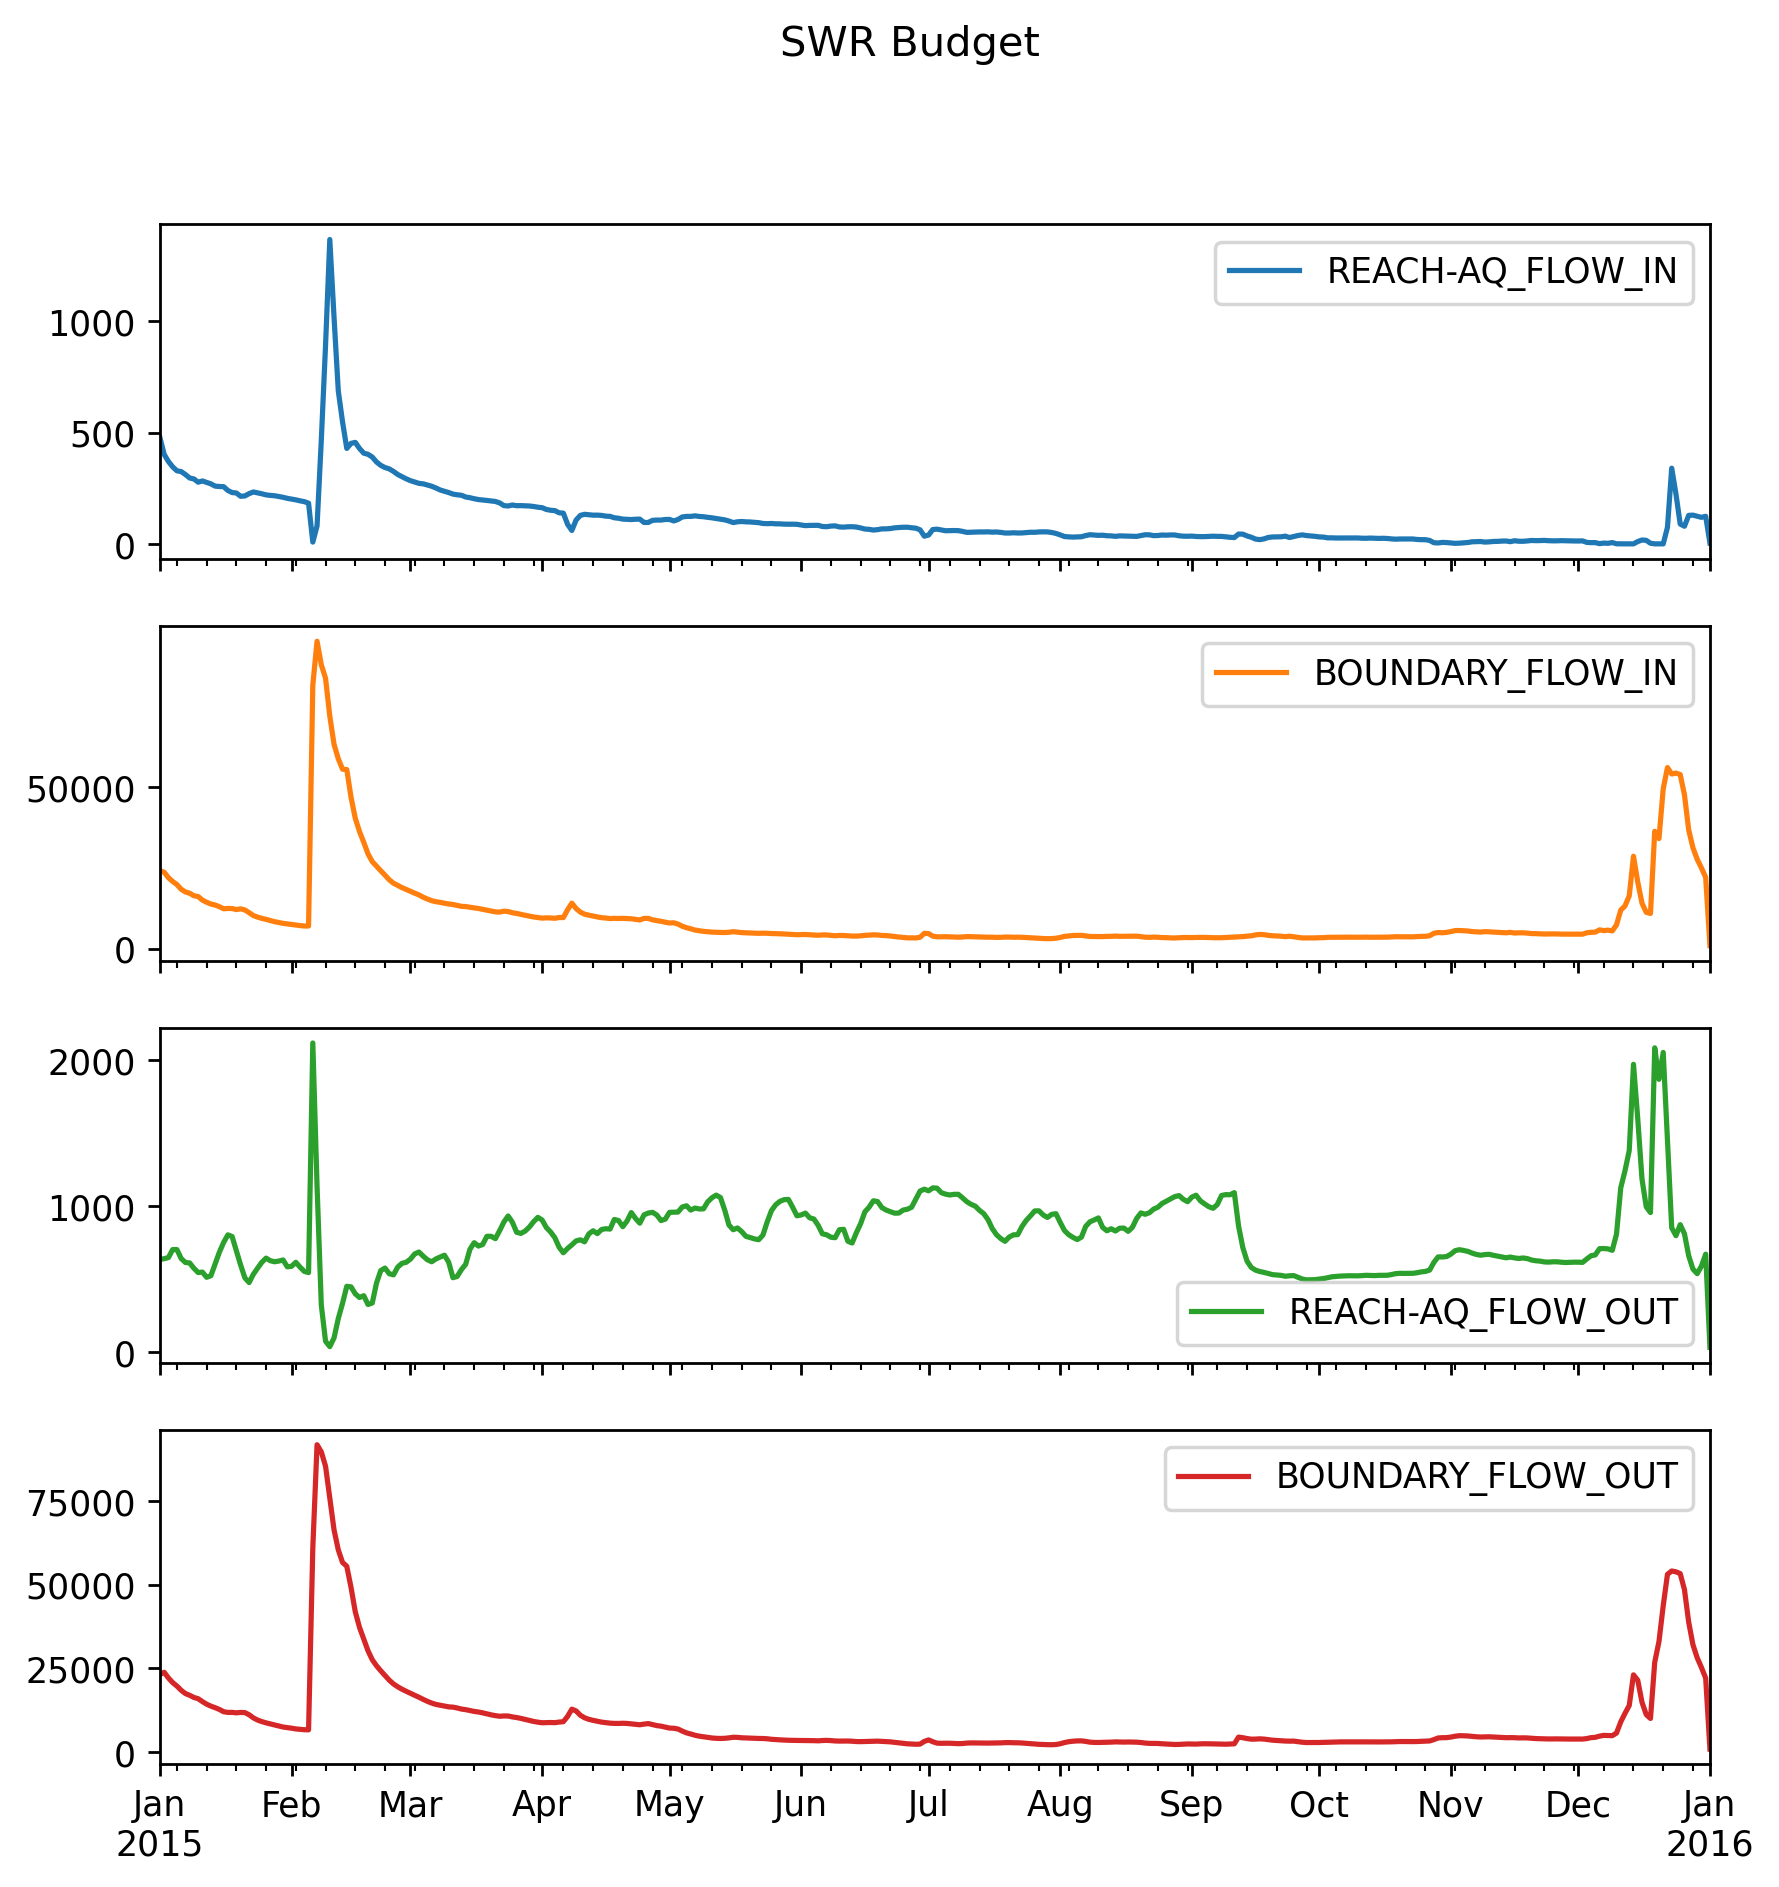 SWR Budget
REACH-AQ_FLOW_IN
1000
500
0
BOUNDARY_FLOW_IN
50000
0
2000
1000
REACH-AQ_FLOW_OUT
0
BOUNDARY_FLOW_OUT
75000
50000
25000
0
Jan Feb Mar Apr May Jun Jul Aug Sep Oct Nov Dec Jan
2015 2016